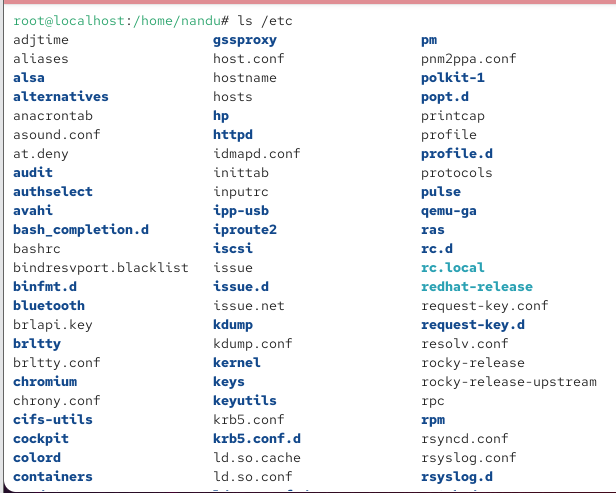 root@localhost:/home/nandu# ls /etc
adjtime gssproxy pm
aliases host.conf pnm2ppa.conf
alsa hostname polkit-1
alternatives hosts popt.d
anacrontab hp printcap
asound.conf httpd profile
at.deny idmapd.conf profile.d
audit inittab protocols
authselect inputrc pulse
avahi ipp-usb qemu-ga
bash_completion.d iproute2 ras
bashrc iscsi rc.d
bindresvport.blacklist issue rc.local
binfmt.d issue.d redhat-release
bluetooth issue.net request-key.conf
brlapi.key kdump request-key.d
brltty kdump.conf resolv.conf
brltty.conf kernel rocky-release
chromium keys rocky-release-upstream
chrony.conf keyutils rpc
cifs-utils krb5.conf rpm
cockpit krb5.conf.d rsyncd.conf
colord ld.so.cache rsyslog.conf
containers ld.so.conf rsyslog.d